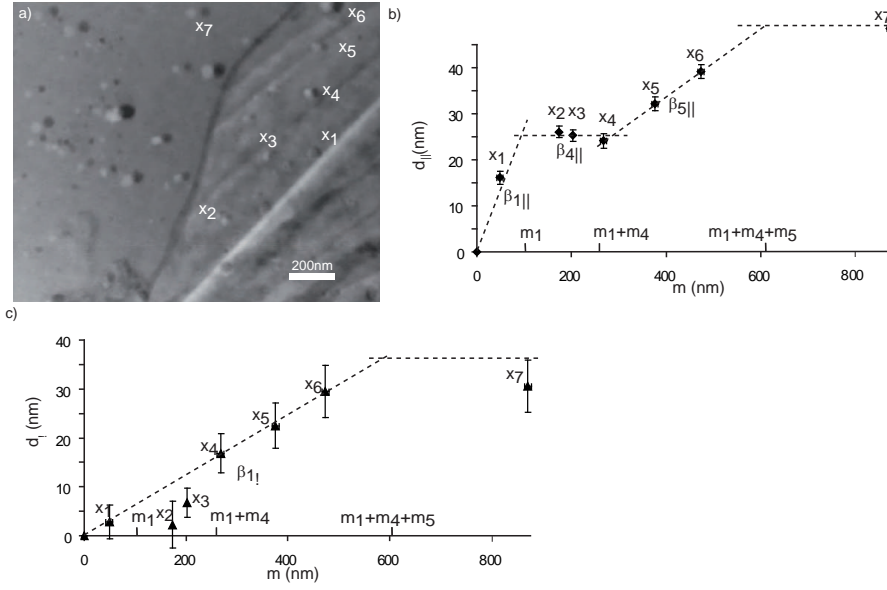 a)
x6
x7
x5
x4
x1
x3
x2
200nm
b)
x7
40
30
20
10
0
d||(nm)
x1
x2 x3
x4
x5
x6
β1||
β4||
β5||
m1
m1+m4
m1+m4+m5
0
200
400
600
800
m (nm)
c)
40
30
20
10
0
d! (nm)
x1
x2
x3
x4
x5
x6
x7
β1!
m1
m1+m4
m1+m4+m5
0
200
400
600
800
m (nm)